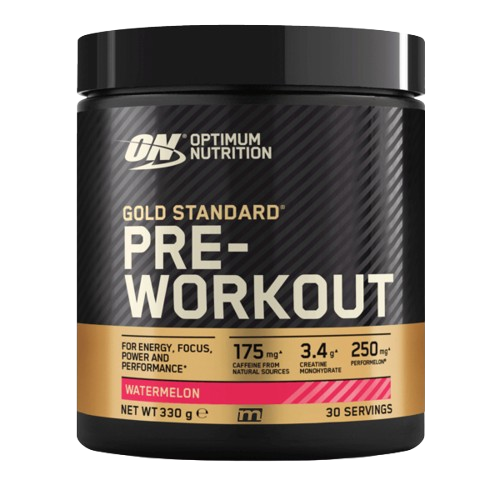 ON® OPTIMUM
NUTRITION
GOLD STANDARD®
PRE-
WORKOUT
FOR ENERGY, FOCUS,
POWER AND
PERFORMANCE*
175 mg*
CAFFEINE FROM
NATURAL SOURCES
3.4 g*
CREATINE
MONOHYDRATE
250 mg*
PERFORMELON®
WATERMELON
NET WT 330 g ℮
m
30 SERVINGS